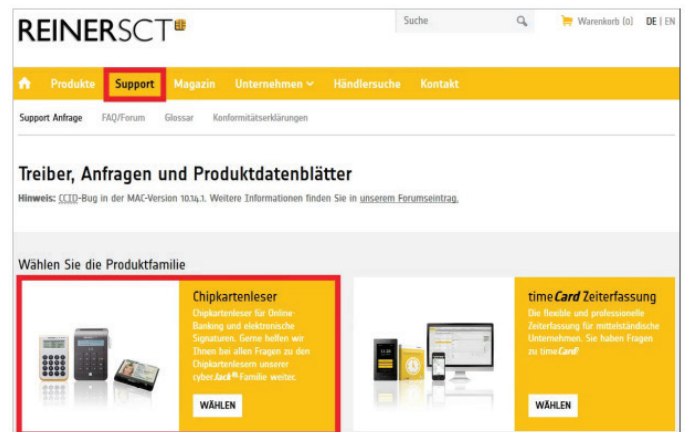 REINERSCT
Suche
Warenkorb (0) DE | EN
Produkte Support Magazin Unternehmen Händlersuche Kontakt
Support Anfrage FAQ/Forum Glossar Konformitätserklärungen
Treiber, Anfragen und Produktdatenblätter
Hinweis: CCID-Bug in der MAC-Version 10.14.1. Weitere Informationen finden Sie in unserem Forumseintrag.
Wählen Sie die Produktfamilie
Chipkartenleser
Chipkartenleser für Online-
Banking und elektronische
Signaturen. Gerne helfen wir
Ihnen bei allen Fragen zu den
Chipkartenlesern unserer
cyberJack Familie weiter.
WÄHLEN
timeCard Zeiterfassung
Die flexible und professionelle
Zeiterfassung für mittelständische
Unternehmen. Sie haben Fragen
zu timeCard?
WÄHLEN